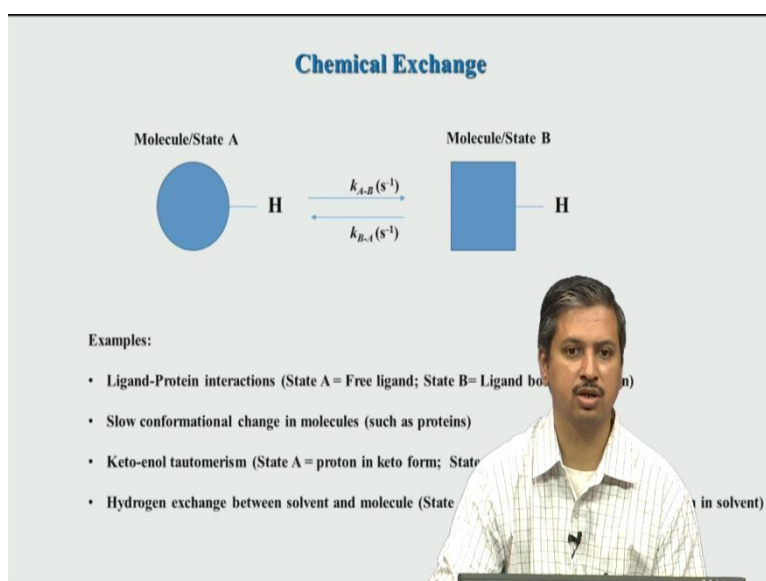 Chemical Exchange
Molecule/State A
Molecule/State B
H
k_{A-B} (s⁻¹)
H
k_{B-A} (s⁻¹)
Examples:
• Ligand-Protein interactions (State A = Free ligand; State B= Ligand n)
• Slow conformational change in molecules (such as proteins)
• Keto-enol tautomerism (State A = proton in keto form; State
• Hydrogen exchange between solvent and molecule (State in solvent)